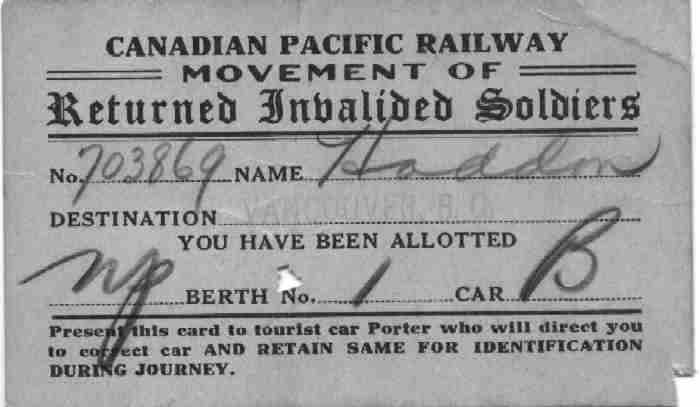 CANADIAN PACIFIC RAILWAY
MOVEMENT OF
Returned Invalided Soldiers
No. 703869 NAME Haddon
DESTINATION
YOU HAVE BEEN ALLOTTED
BERTH No. 1 CAR B
Present this card to tourist car Porter who will direct you
to correct car AND RETAIN SAME FOR IDENTIFICATION
DURING JOURNEY.